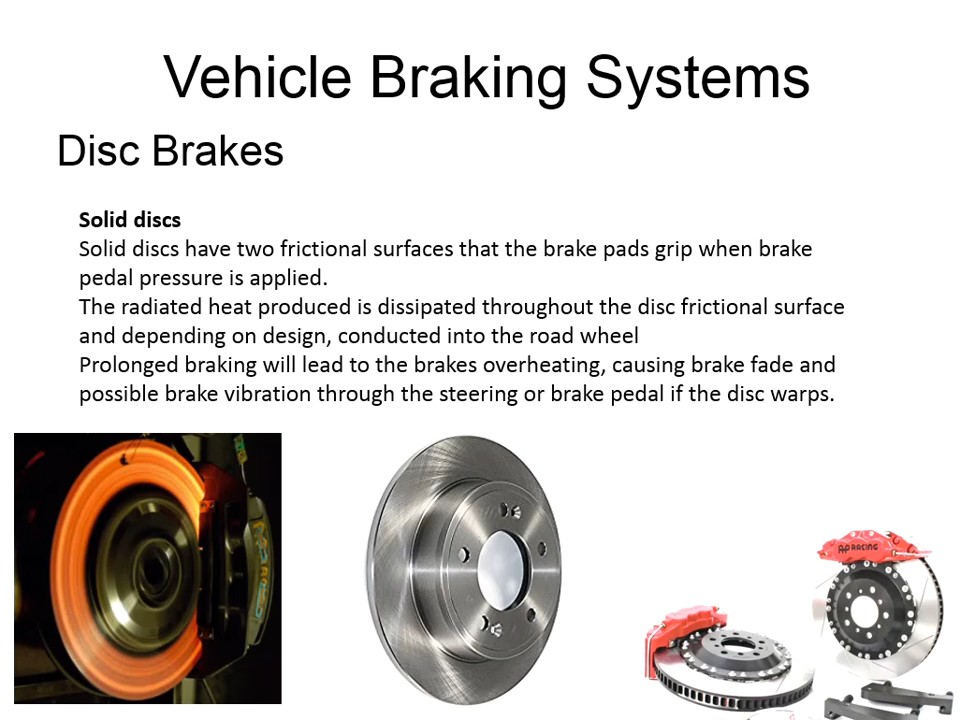 Vehicle Braking Systems
Disc Brakes
Solid discs
Solid discs have two frictional surfaces that the brake pads grip when brake
pedal pressure is applied.
The radiated heat produced is dissipated throughout the disc frictional surface
and depending on design, conducted into the road wheel
Prolonged braking will lead to the brakes overheating, causing brake fade and
possible brake vibration through the steering or brake pedal if the disc warps.
AP RACING